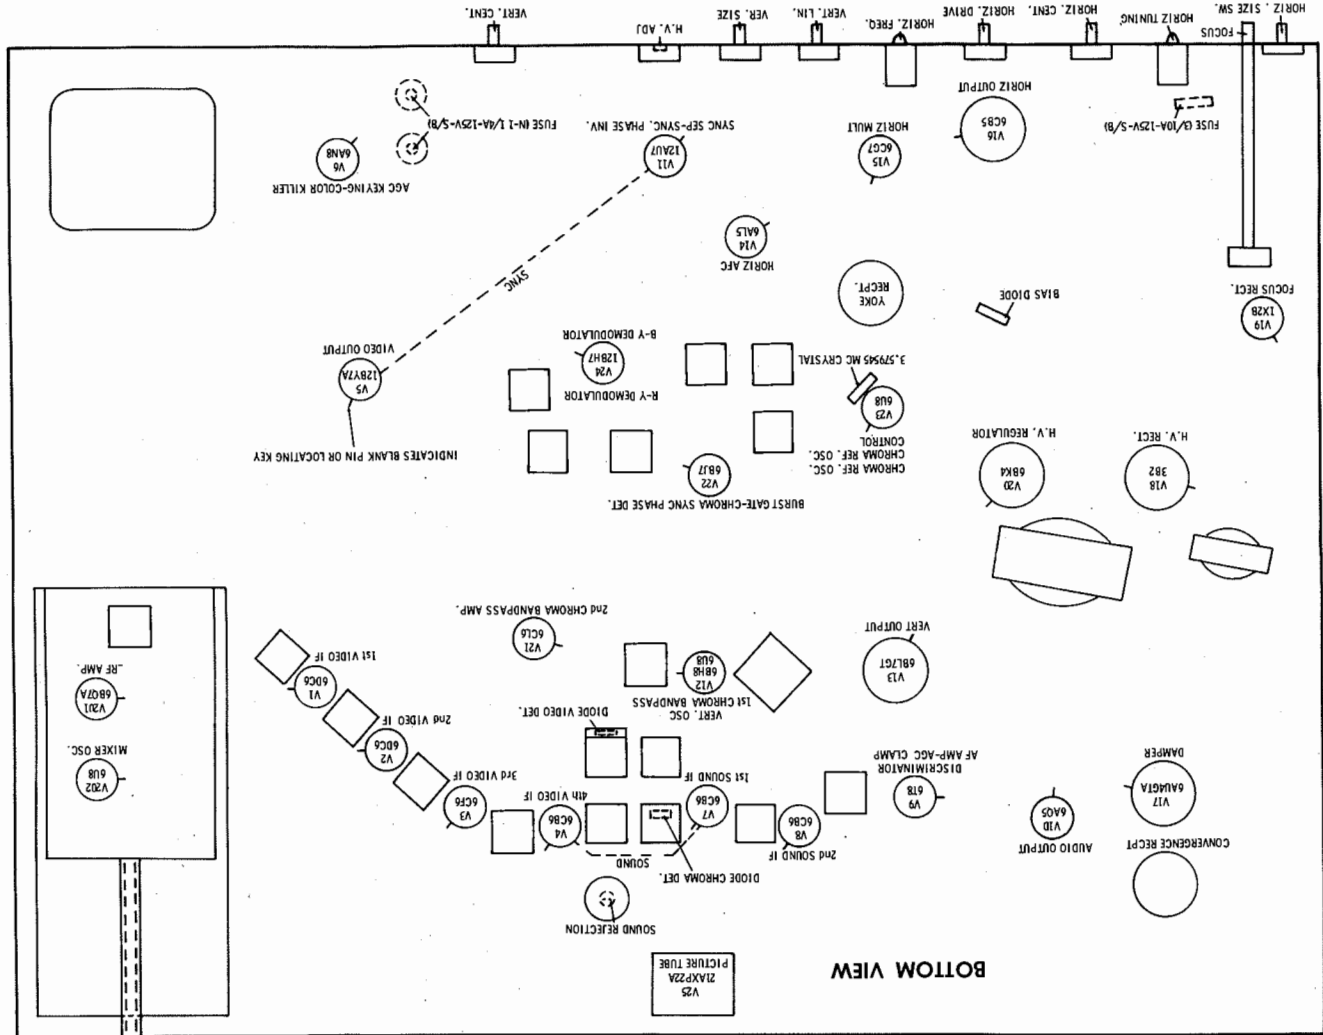 BOTTOM VIEW
V25
21AXP22A
PICTURE TUBE
SOUND REJECTION
CONVERGENCE RECPT
DIODE CHROMA DET.
SOUND
AUDIO OUTPUT
V10
6AQ5
V17
6AUGTA
DAMPER
V9
6T8
DISCRIMINATOR
AF AMP-AGC CLAMP
2nd SOUND IF
V8
6CB6
V7
6CB6
1st SOUND IF
V4
6CB6
4th VIDEO IF
V3
6CF6
3rd VIDEO IF
V2
6DC6
2nd VIDEO IF
V1
6DC6
1st VIDEO IF
V202
6U8
MIXER OSC.
V201
6BQ7A
RF AMP.
DIODE VIDEO DET.
VERT. OSC
1st CHROMA BANDPASS
V12
6BH8
6U8
V13
6BL7GT
VERT OUTPUT
V21
6CL6
2nd CHROMA BANDPASS AMP.
BURST GATE-CHROMA SYNC PHASE DET.
V22
6BJ7
V18
3B2
H.V. RECT.
V20
6BK4
H.V. REGULATOR
CHROMA REF. OSC.
CHROMA REF. OSC.
CONTROL
V23
6U8
3.579545 MC CRYSTAL
INDICATES BLANK PIN OR LOCATING KEY
R-Y DEMODULATOR
V24
12BH7
B-Y DEMODULATOR
V5
12BY7A
VIDEO OUTPUT
V19
1X2B
FOCUS RECT.
BIAS DIODE
YOKE
RECPT.
SYNC
HORIZ AFC
V14
6AL5
AGC KEYING-COLOR KILLER
V6
6AN8
V11
12AU7
SYNC SEP-SYNC. PHASE INV.
V15
6CG7
HORIZ MULT
V16
6CB5
HORIZ OUTPUT
FUSE (3/10A-125V-S/B)
FUSE (N-1 1/4A-125V-S/B)
HORIZ. SIZE SW.
FOCUS
HORIZ TUNING
HORIZ. CENT.
HORIZ. DRIVE
HORIZ. FREQ.
VERT. LIN.
VER. SIZE
H.V. ADJ
VERT. CENT.